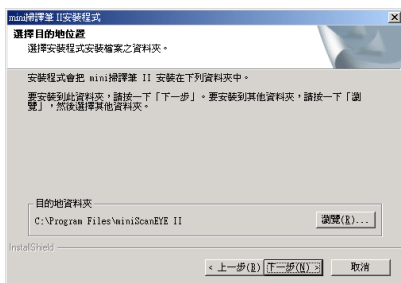 mini掃譯筆 II安裝程式
選擇目的地位置
選擇安裝程式安裝檔案之資料夾。
安裝程式會把 mini掃譯筆 II 安裝在下列資料夾中。
要安裝到此資料夾，請按一下「下一步」。要安裝到其他資料夾，請按一下「瀏
覽」，然後選擇其他資料夾。
目的地資料夾
C:\Program Files\miniScanEYE II
瀏覽(R)...
InstallShield
< 上一步(B) 下一步(N) > 取消